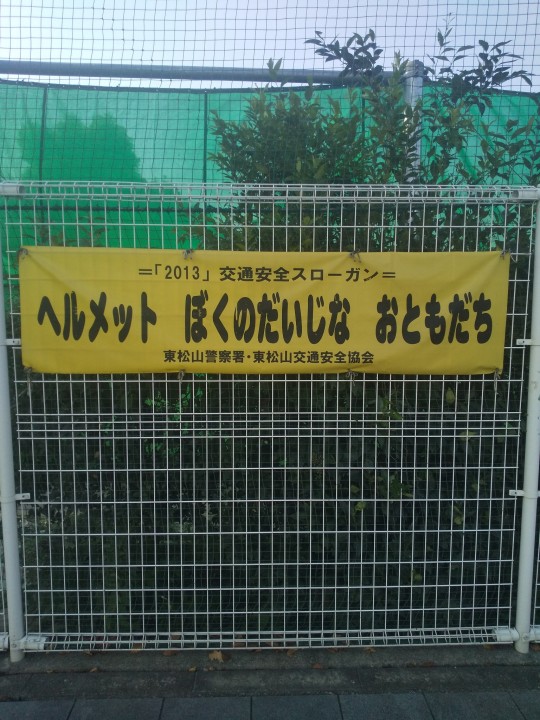 =「2013」交通安全スローガン=
ヘルメット ぼくのだいじな おともだち
東松山警察署・東松山交通安全協会